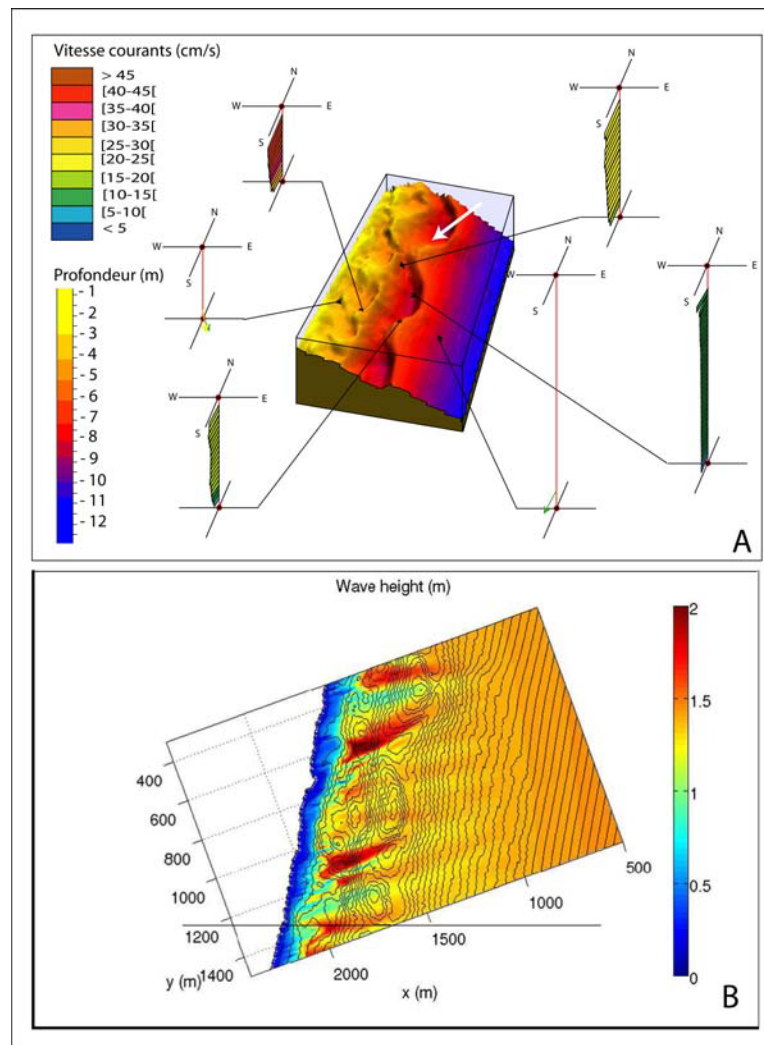 Vitesse courants (cm/s)
> 45
[40-45[
[35-40[
[30-35[
[25-30[
[20-25[
[15-20[
[10-15[
[5-10[
< 5
Profondeur (m)
- 1
- 2
- 3
- 4
- 5
- 6
- 7
- 8
- 9
- 10
- 11
- 12
N
W
E
S
N
W
E
S
N
W
E
S
N
W
E
S
N
W
E
S
N
W
E
S
A
Wave height (m)
2
1.5
1
0.5
0
400
600
800
1000
1200
1400
y (m)
2000
1500
1000
500
x (m)
B